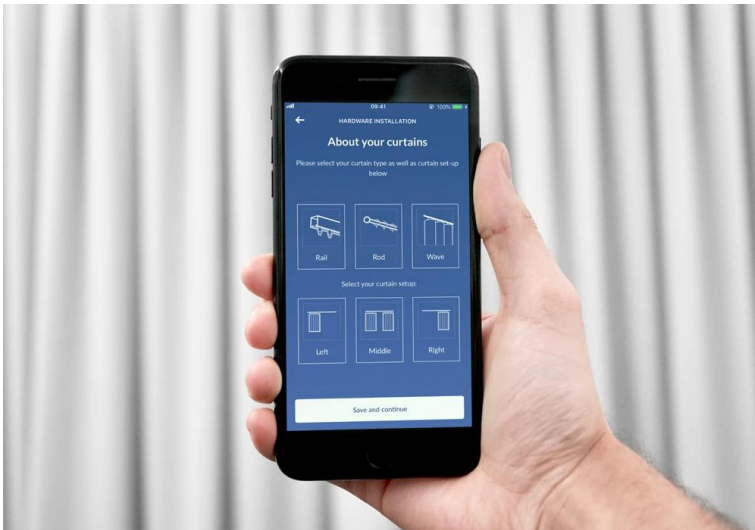 09:41
100%
HARDWARE INSTALLATION
About your curtains
Please select your curtain type as well as curtain set-up
below
Rail
Rod
Wave
Select your curtain setup:
Left
Middle
Right
Save and continue